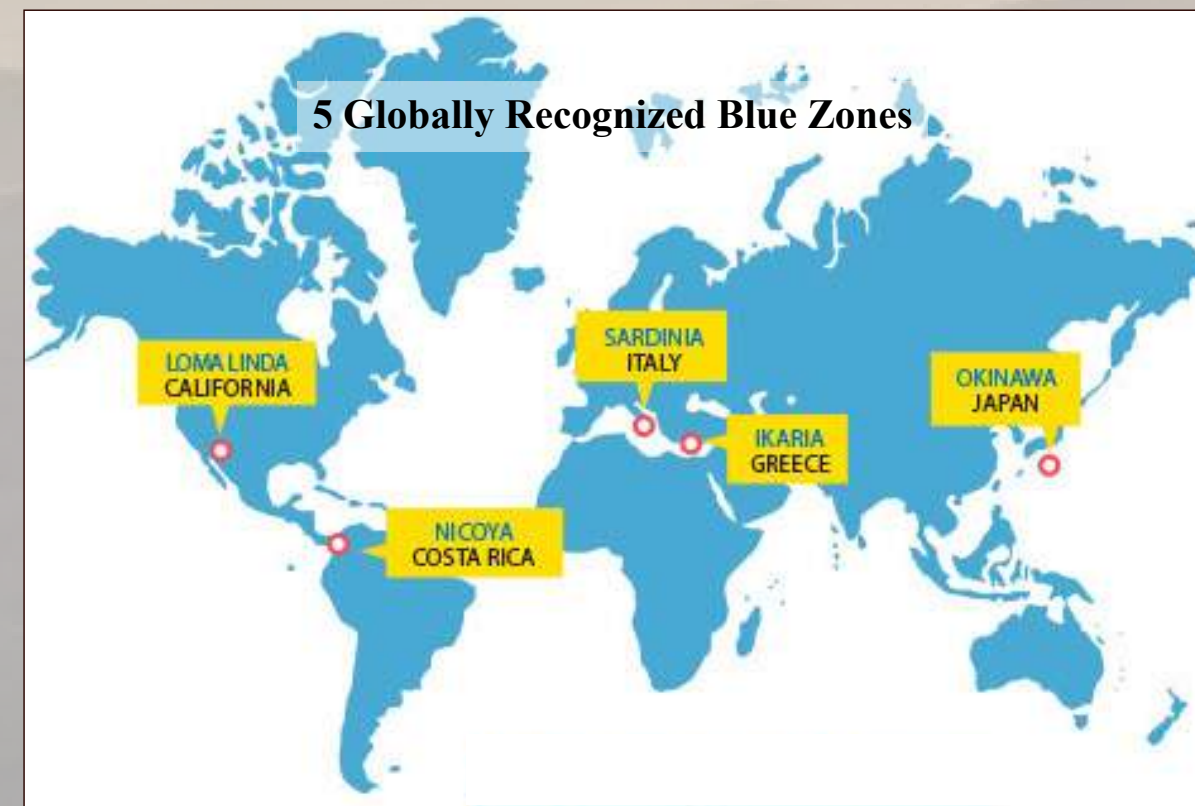 5 Globally Recognized Blue Zones
LOMA LINDA
CALIFORNIA
SARDINIA
ITALY
OKINAWA
JAPAN
IKARIA
GREECE
NICOYA
COSTA RICA